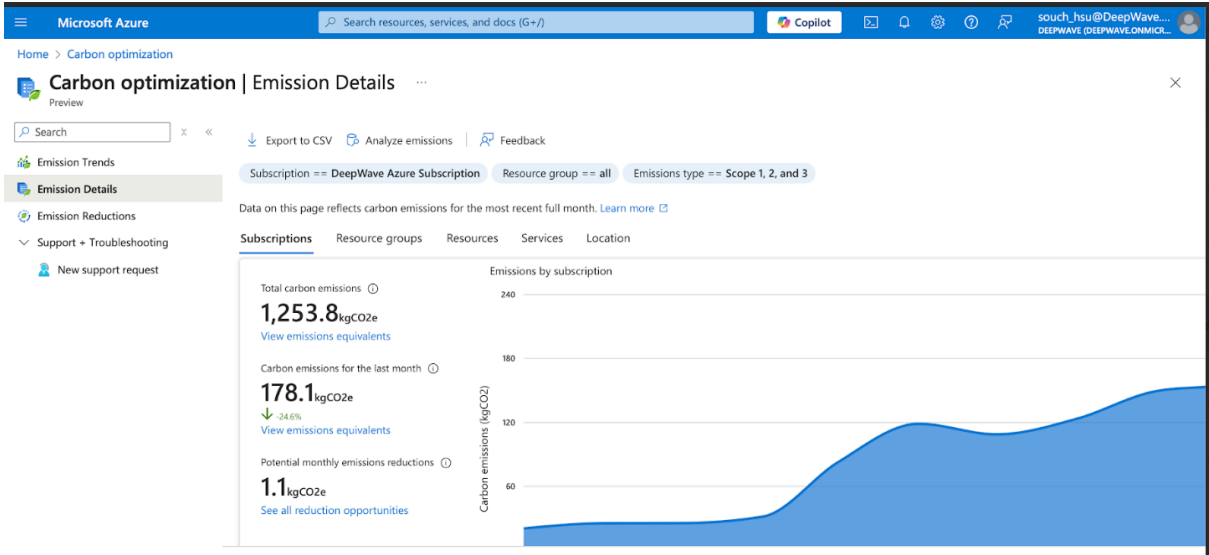 Microsoft Azure
Search resources, services, and docs (G+/)
Copilot
souch_hsu@DeepWave....
DEEPWAVE (DEEPWAVE.ONMICR...
Home > Carbon optimization
Carbon optimization | Emission Details ...
Preview
Search
Emission Trends
Emission Details
Emission Reductions
Support + Troubleshooting
New support request
Export to CSV
Analyze emissions
Feedback
Subscription == DeepWave Azure Subscription
Resource group == all
Emissions type == Scope 1, 2, and 3
Data on this page reflects carbon emissions for the most recent full month. Learn more
Subscriptions
Resource groups
Resources
Services
Location
Total carbon emissions
1,253.8kgCO2e
View emissions equivalents
Carbon emissions for the last month
178.1kgCO2e
-24.6%
View emissions equivalents
Potential monthly emissions reductions
1.1kgCO2e
See all reduction opportunities
Emissions by subscription
Carbon emissions (kgCO2)
240
180
120
60